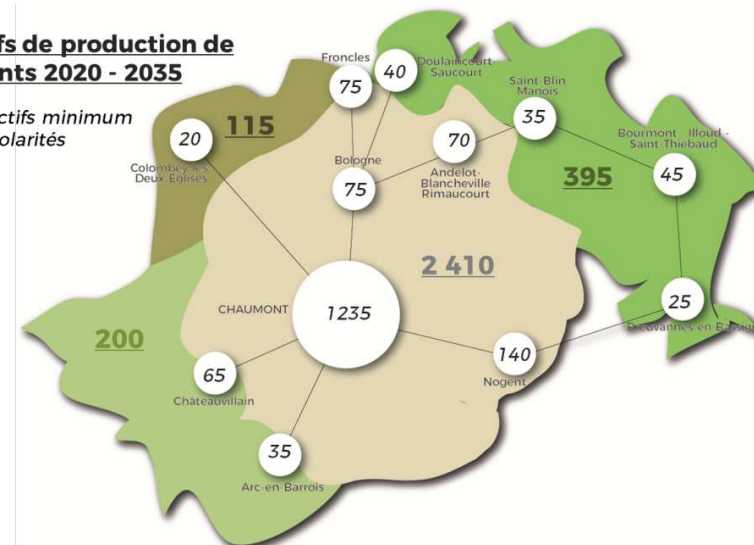 fs de production de
nts 2020 - 2035
ctifs minimum
olarités
Froncles
75
40
Doulaincourt
Saucourt
Saint-Blin
Manois
35
115
20
Colombey les
Deux Eglises
70
Andelot-
Blancheville
Rimaucourt
Bologne
75
Bourmont - Illoud -
Saint-Thiebaud
45
395
2 410
CHAUMONT
1235
200
25
140
Nogent
65
Châteauvillain
35
Arc-en-Barrois